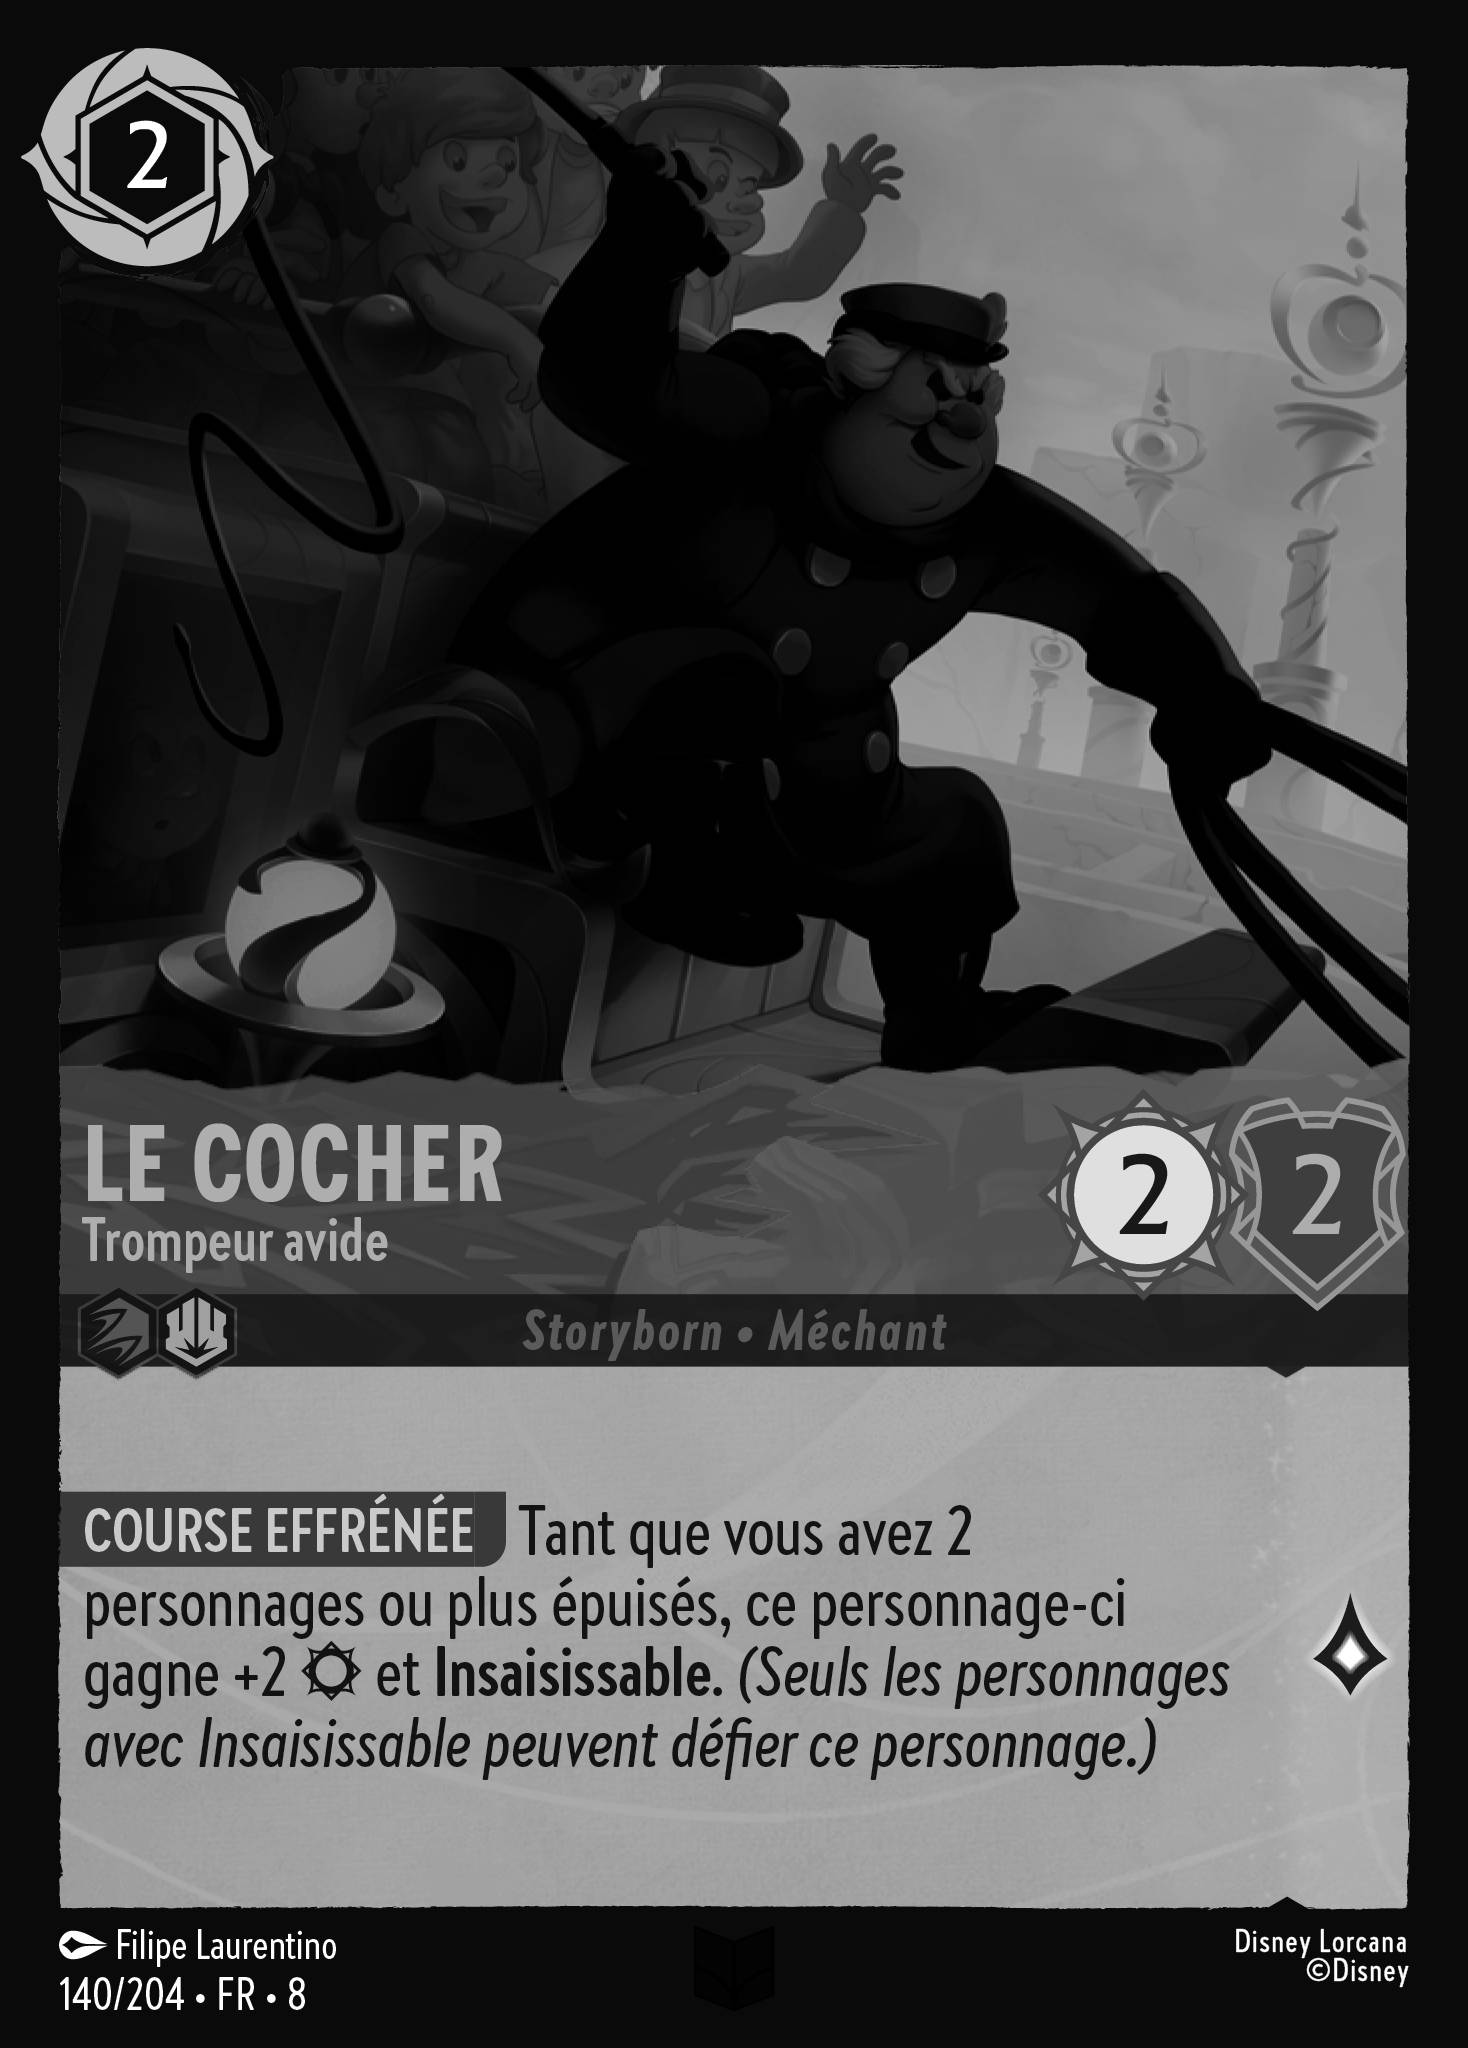 2
LE COCHER
Trompeur avide
2 2
Storyborn • Méchant
COURSE EFFRÉNÉE Tant que vous avez 2
personnages ou plus épuisés, ce personnage-ci
gagne +2 et Insaisissable. (Seuls les personnages
avec Insaisissable peuvent défier ce personnage.)
Filipe Laurentino
140/204 • FR • 8
Disney Lorcana
©Disney